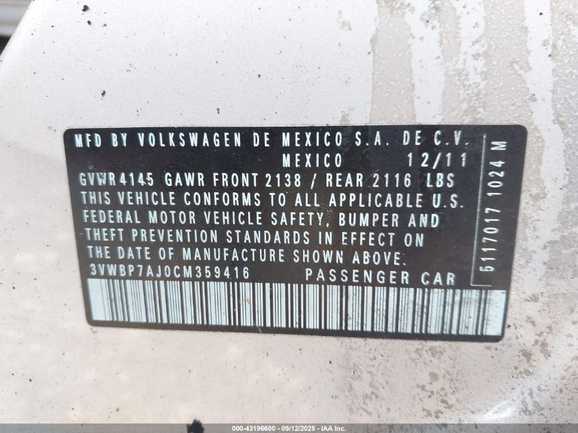 MFD BY VOLKSWAGEN DE MEXICO S.A. DE C.V.
MEXICO 12/11
GVWR 4145 GAWR FRONT 2138 / REAR 2116 LBS
THIS VEHICLE CONFORMS TO ALL APPLICABLE U.S.
FEDERAL MOTOR VEHICLE SAFETY, BUMPER AND
THEFT PREVENTION STANDARDS IN EFFECT ON
THE DATE OF MANUFACTURE SHOWN ABOVE.
3VWBP7AJ0CM359416 PASSENGER CAR
5117017 1024 M
000-43196600 - 09/12/2025 - IAA Inc.